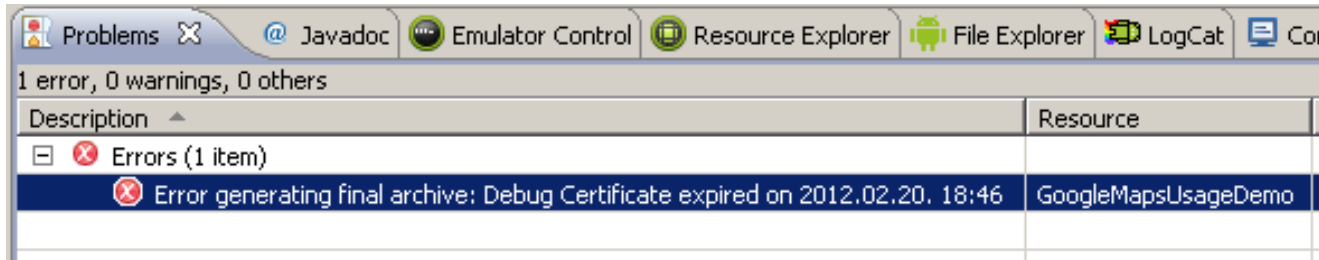 Problems Javadoc Emulator Control Resource Explorer File Explorer LogCat Co
1 error, 0 warnings, 0 others
Description Resource
Errors (1 item)
Error generating final archive: Debug Certificate expired on 2012.02.20. 18:46 GoogleMapsUsageDemo